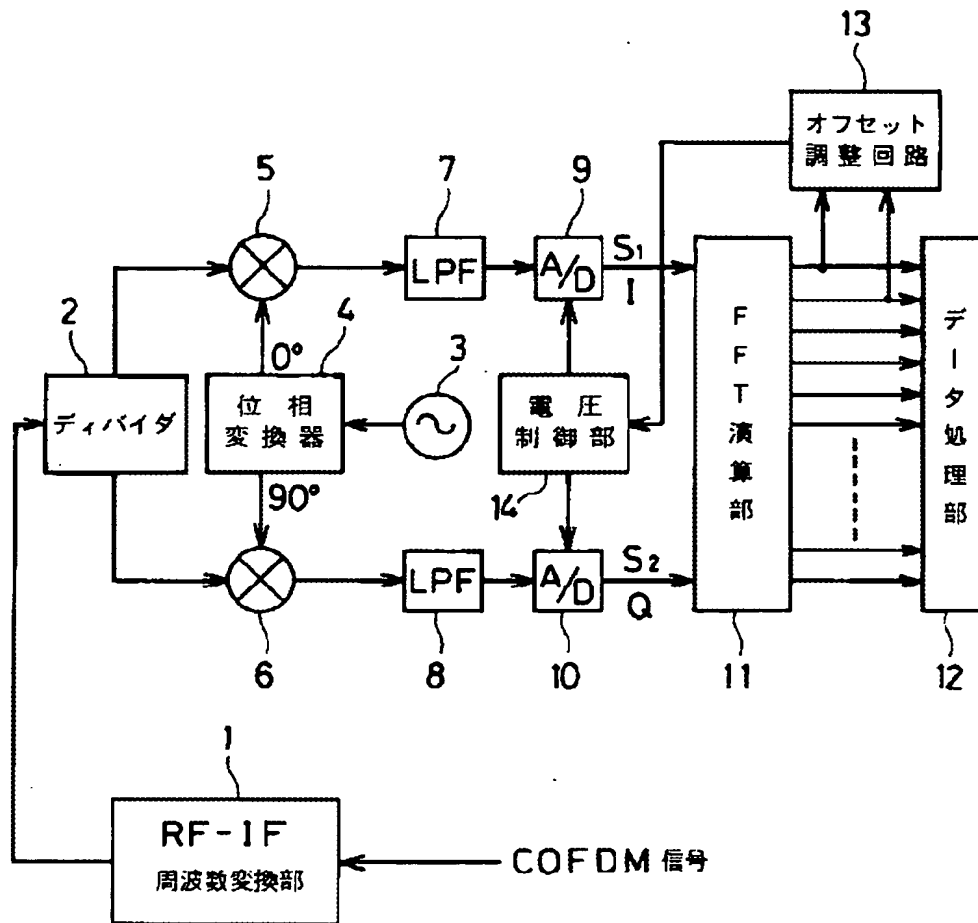 13
オフセット
調整回路
5
7
9
LPF
A/D
S1
I
2
0°
4
3
ディバイダ
位相
変換器
電圧
制御部
90°
14
FFT演算部
データ処理部
LPF
A/D
S2
Q
6
8
10
11
12
1
RF-IF
周波数変換部
COFDM 信号